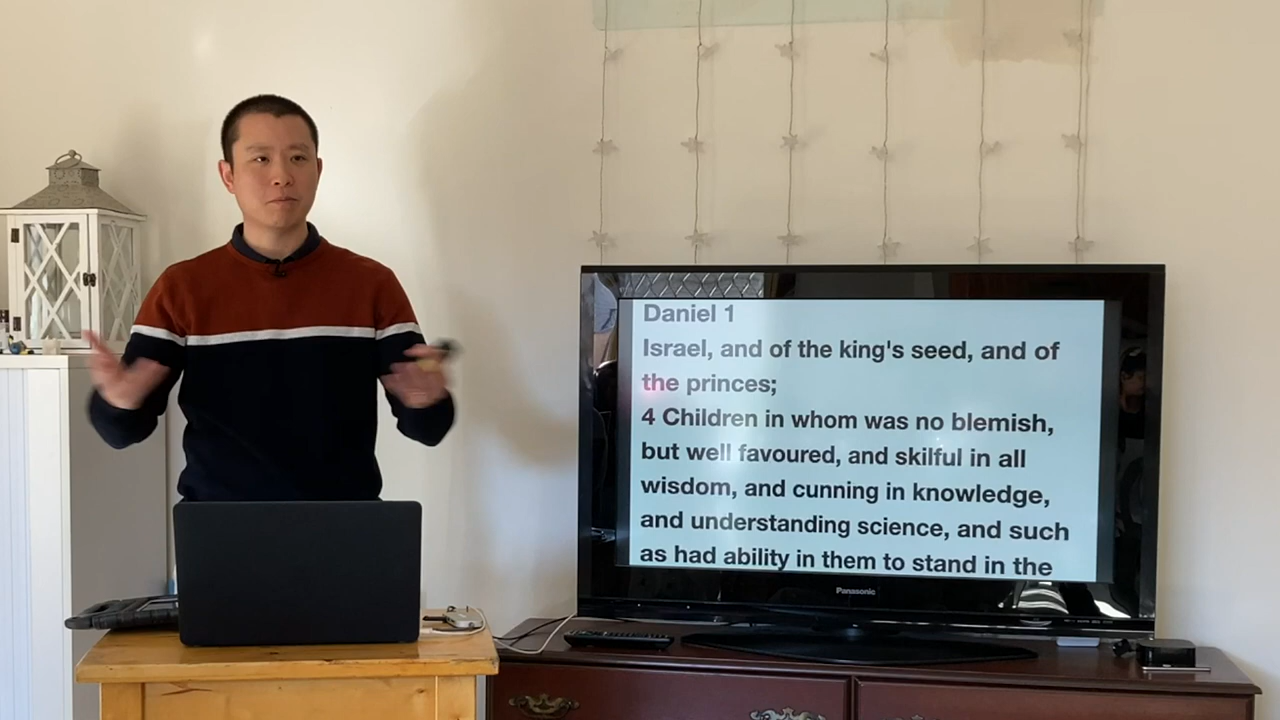 Daniel 1
Israel, and of the king's seed, and of
the princes;
4 Children in whom was no blemish,
but well favoured, and skilful in all
wisdom, and cunning in knowledge,
and understanding science, and such
as had ability in them to stand in the
Panasonic